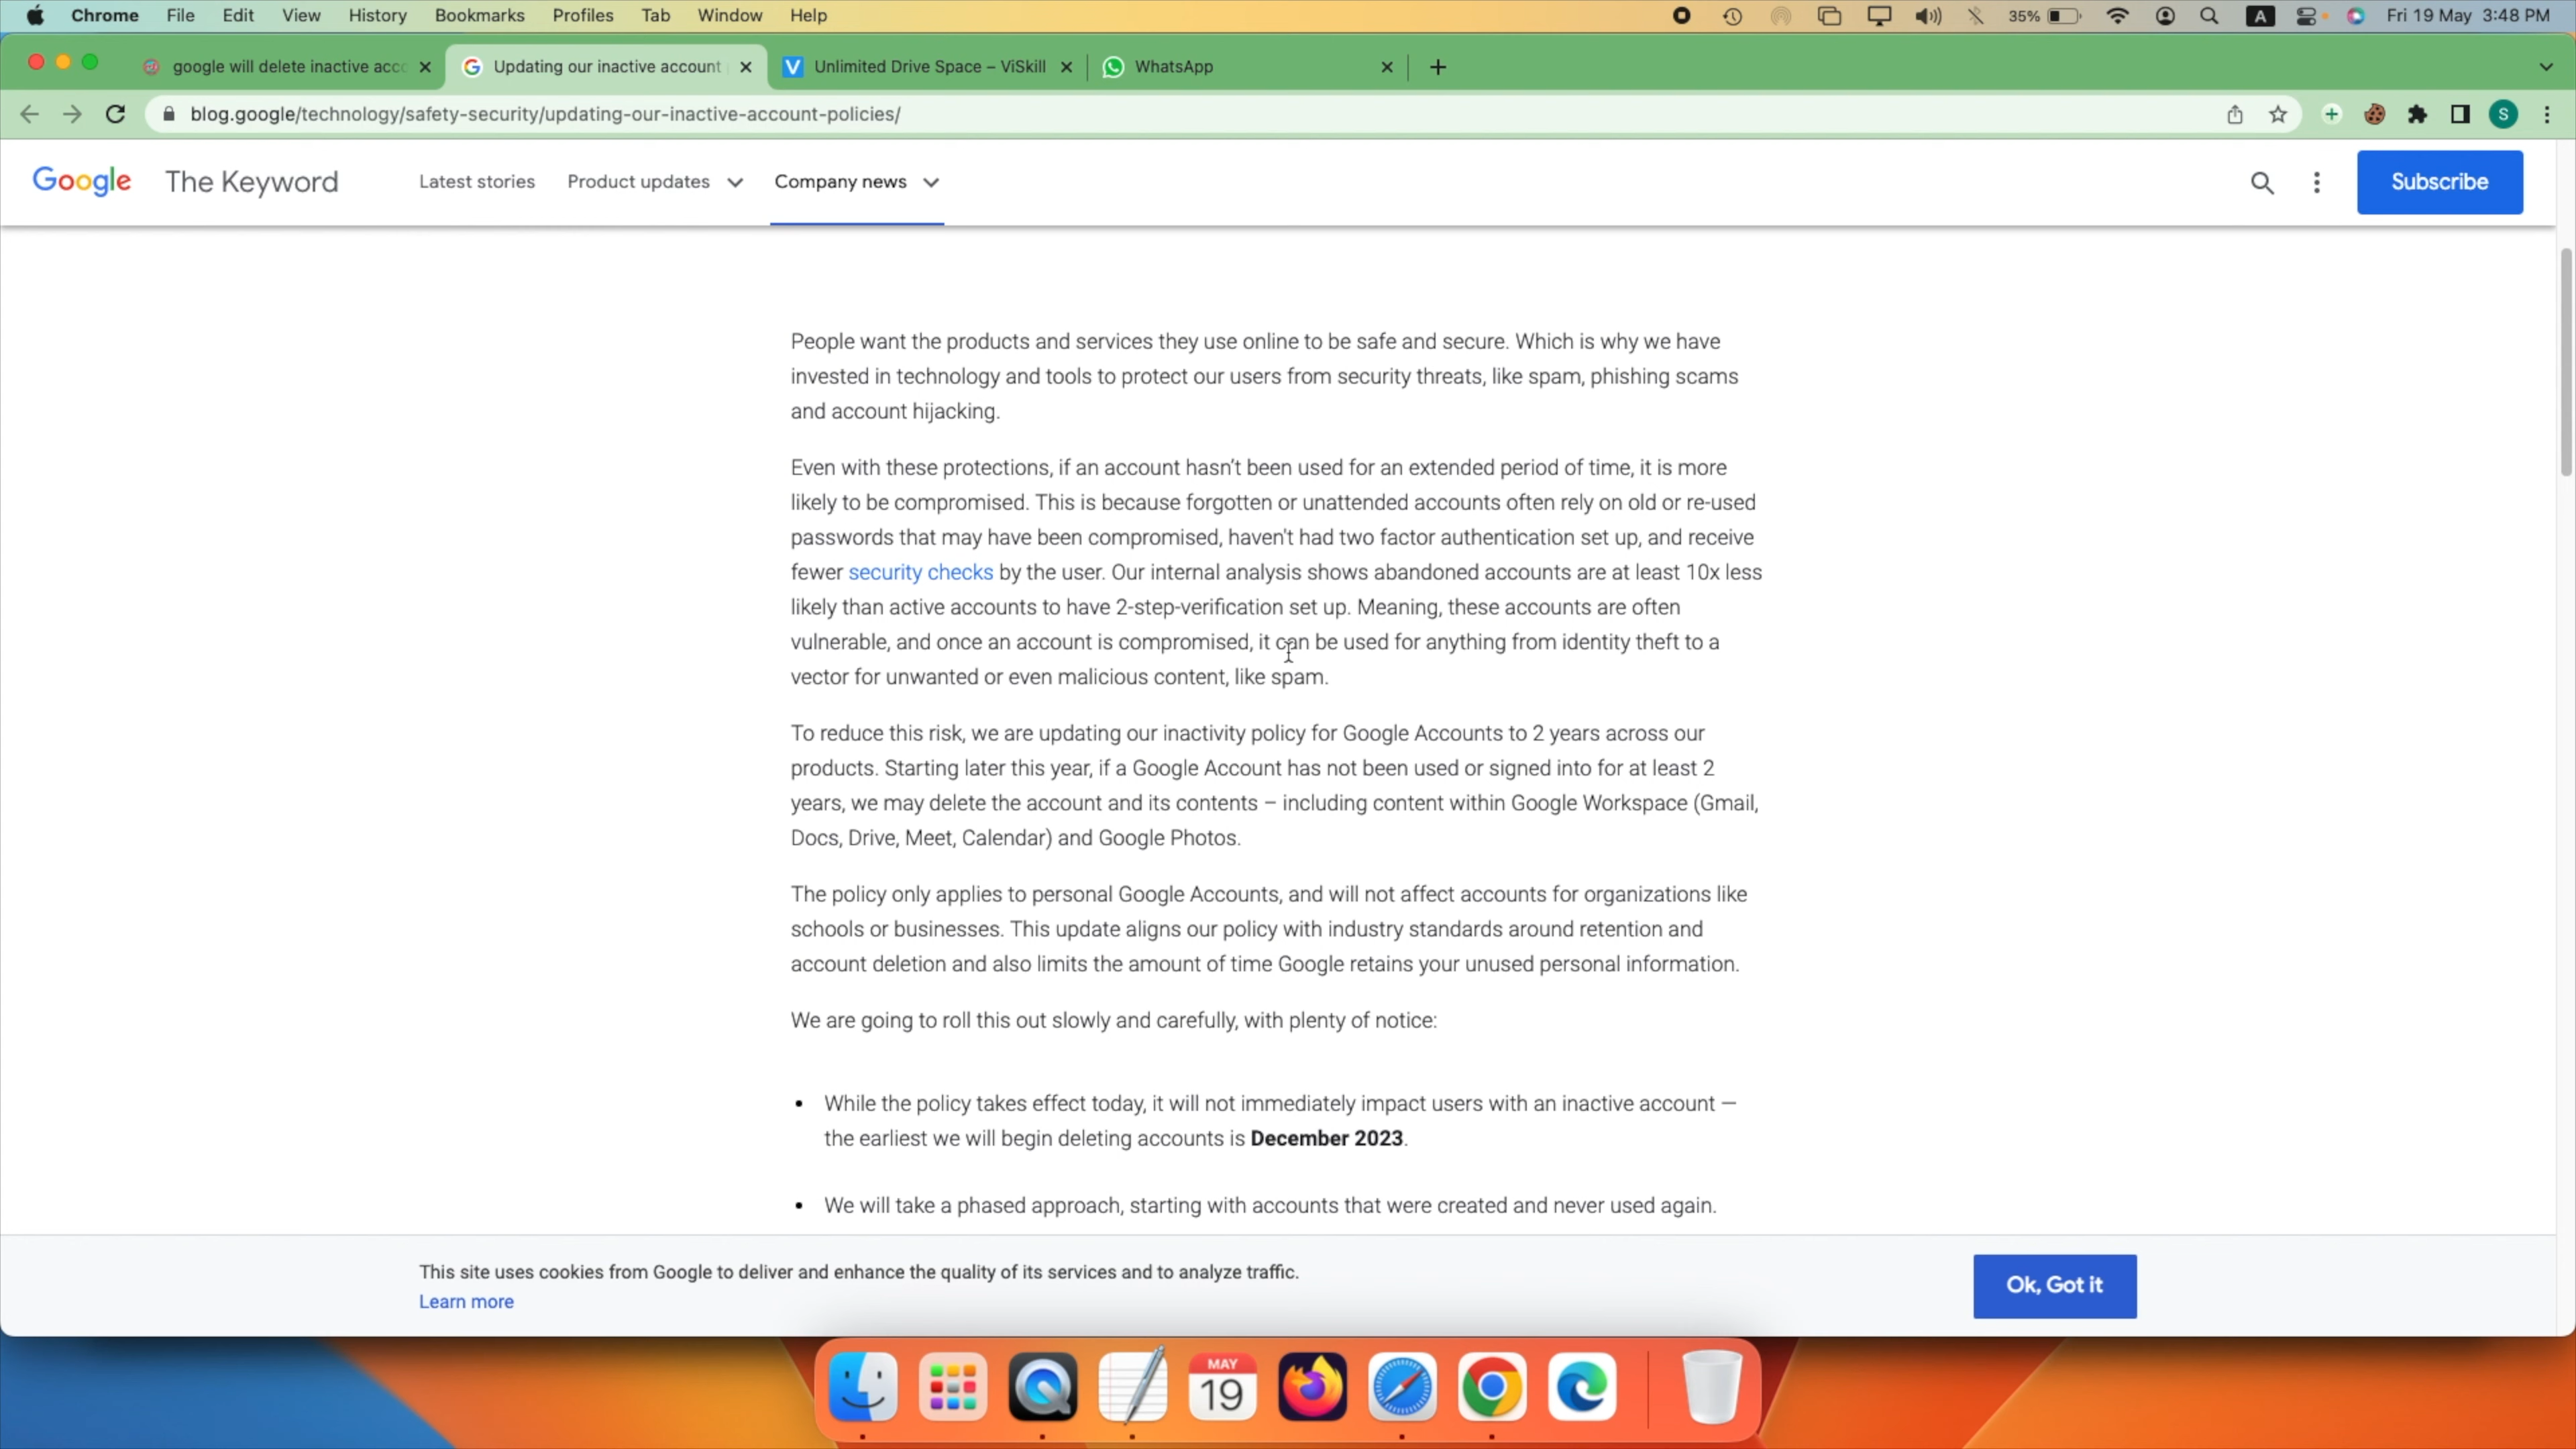 Chrome File Edit View History Bookmarks Profiles Tab Window Help 35% A Fri 19 May 3:48 PM
google will delete inactive acc Updating our inactive account Unlimited Drive Space – ViSkill WhatsApp
blog.google/technology/safety-security/updating-our-inactive-account-policies/ S
Google The Keyword Latest stories Product updates Company news Subscribe
People want the products and services they use online to be safe and secure. Which is why we have
invested in technology and tools to protect our users from security threats, like spam, phishing scams
and account hijacking.
Even with these protections, if an account hasn't been used for an extended period of time, it is more
likely to be compromised. This is because forgotten or unattended accounts often rely on old or re-used
passwords that may have been compromised, haven't had two factor authentication set up, and receive
fewer security checks by the user. Our internal analysis shows abandoned accounts are at least 10x less
likely than active accounts to have 2-step-verification set up. Meaning, these accounts are often
vulnerable, and once an account is compromised, it can be used for anything from identity theft to a
vector for unwanted or even malicious content, like spam.
To reduce this risk, we are updating our inactivity policy for Google Accounts to 2 years across our
products. Starting later this year, if a Google Account has not been used or signed into for at least 2
years, we may delete the account and its contents – including content within Google Workspace (Gmail,
Docs, Drive, Meet, Calendar) and Google Photos.
The policy only applies to personal Google Accounts, and will not affect accounts for organizations like
schools or businesses. This update aligns our policy with industry standards around retention and
account deletion and also limits the amount of time Google retains your unused personal information.
We are going to roll this out slowly and carefully, with plenty of notice:
• While the policy takes effect today, it will not immediately impact users with an inactive account —
the earliest we will begin deleting accounts is December 2023.
• We will take a phased approach, starting with accounts that were created and never used again.
This site uses cookies from Google to deliver and enhance the quality of its services and to analyze traffic.
Learn more
Ok, Got it
MAY
19